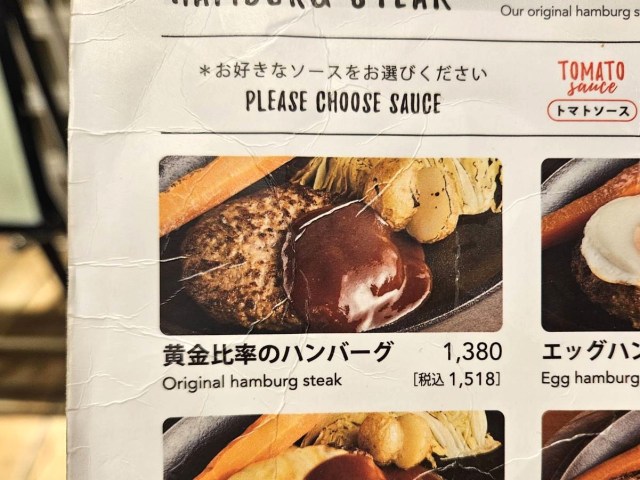 HAMBURG STEAK
Our original hamburg s
*お好きなソースをお選びください
PLEASE CHOOSE SAUCE
TOMATO
sauce
トマトソース
黄金比率のハンバーグ 1,380
Original hamburg steak [税込 1,518]
エッグハン
Egg hamburg